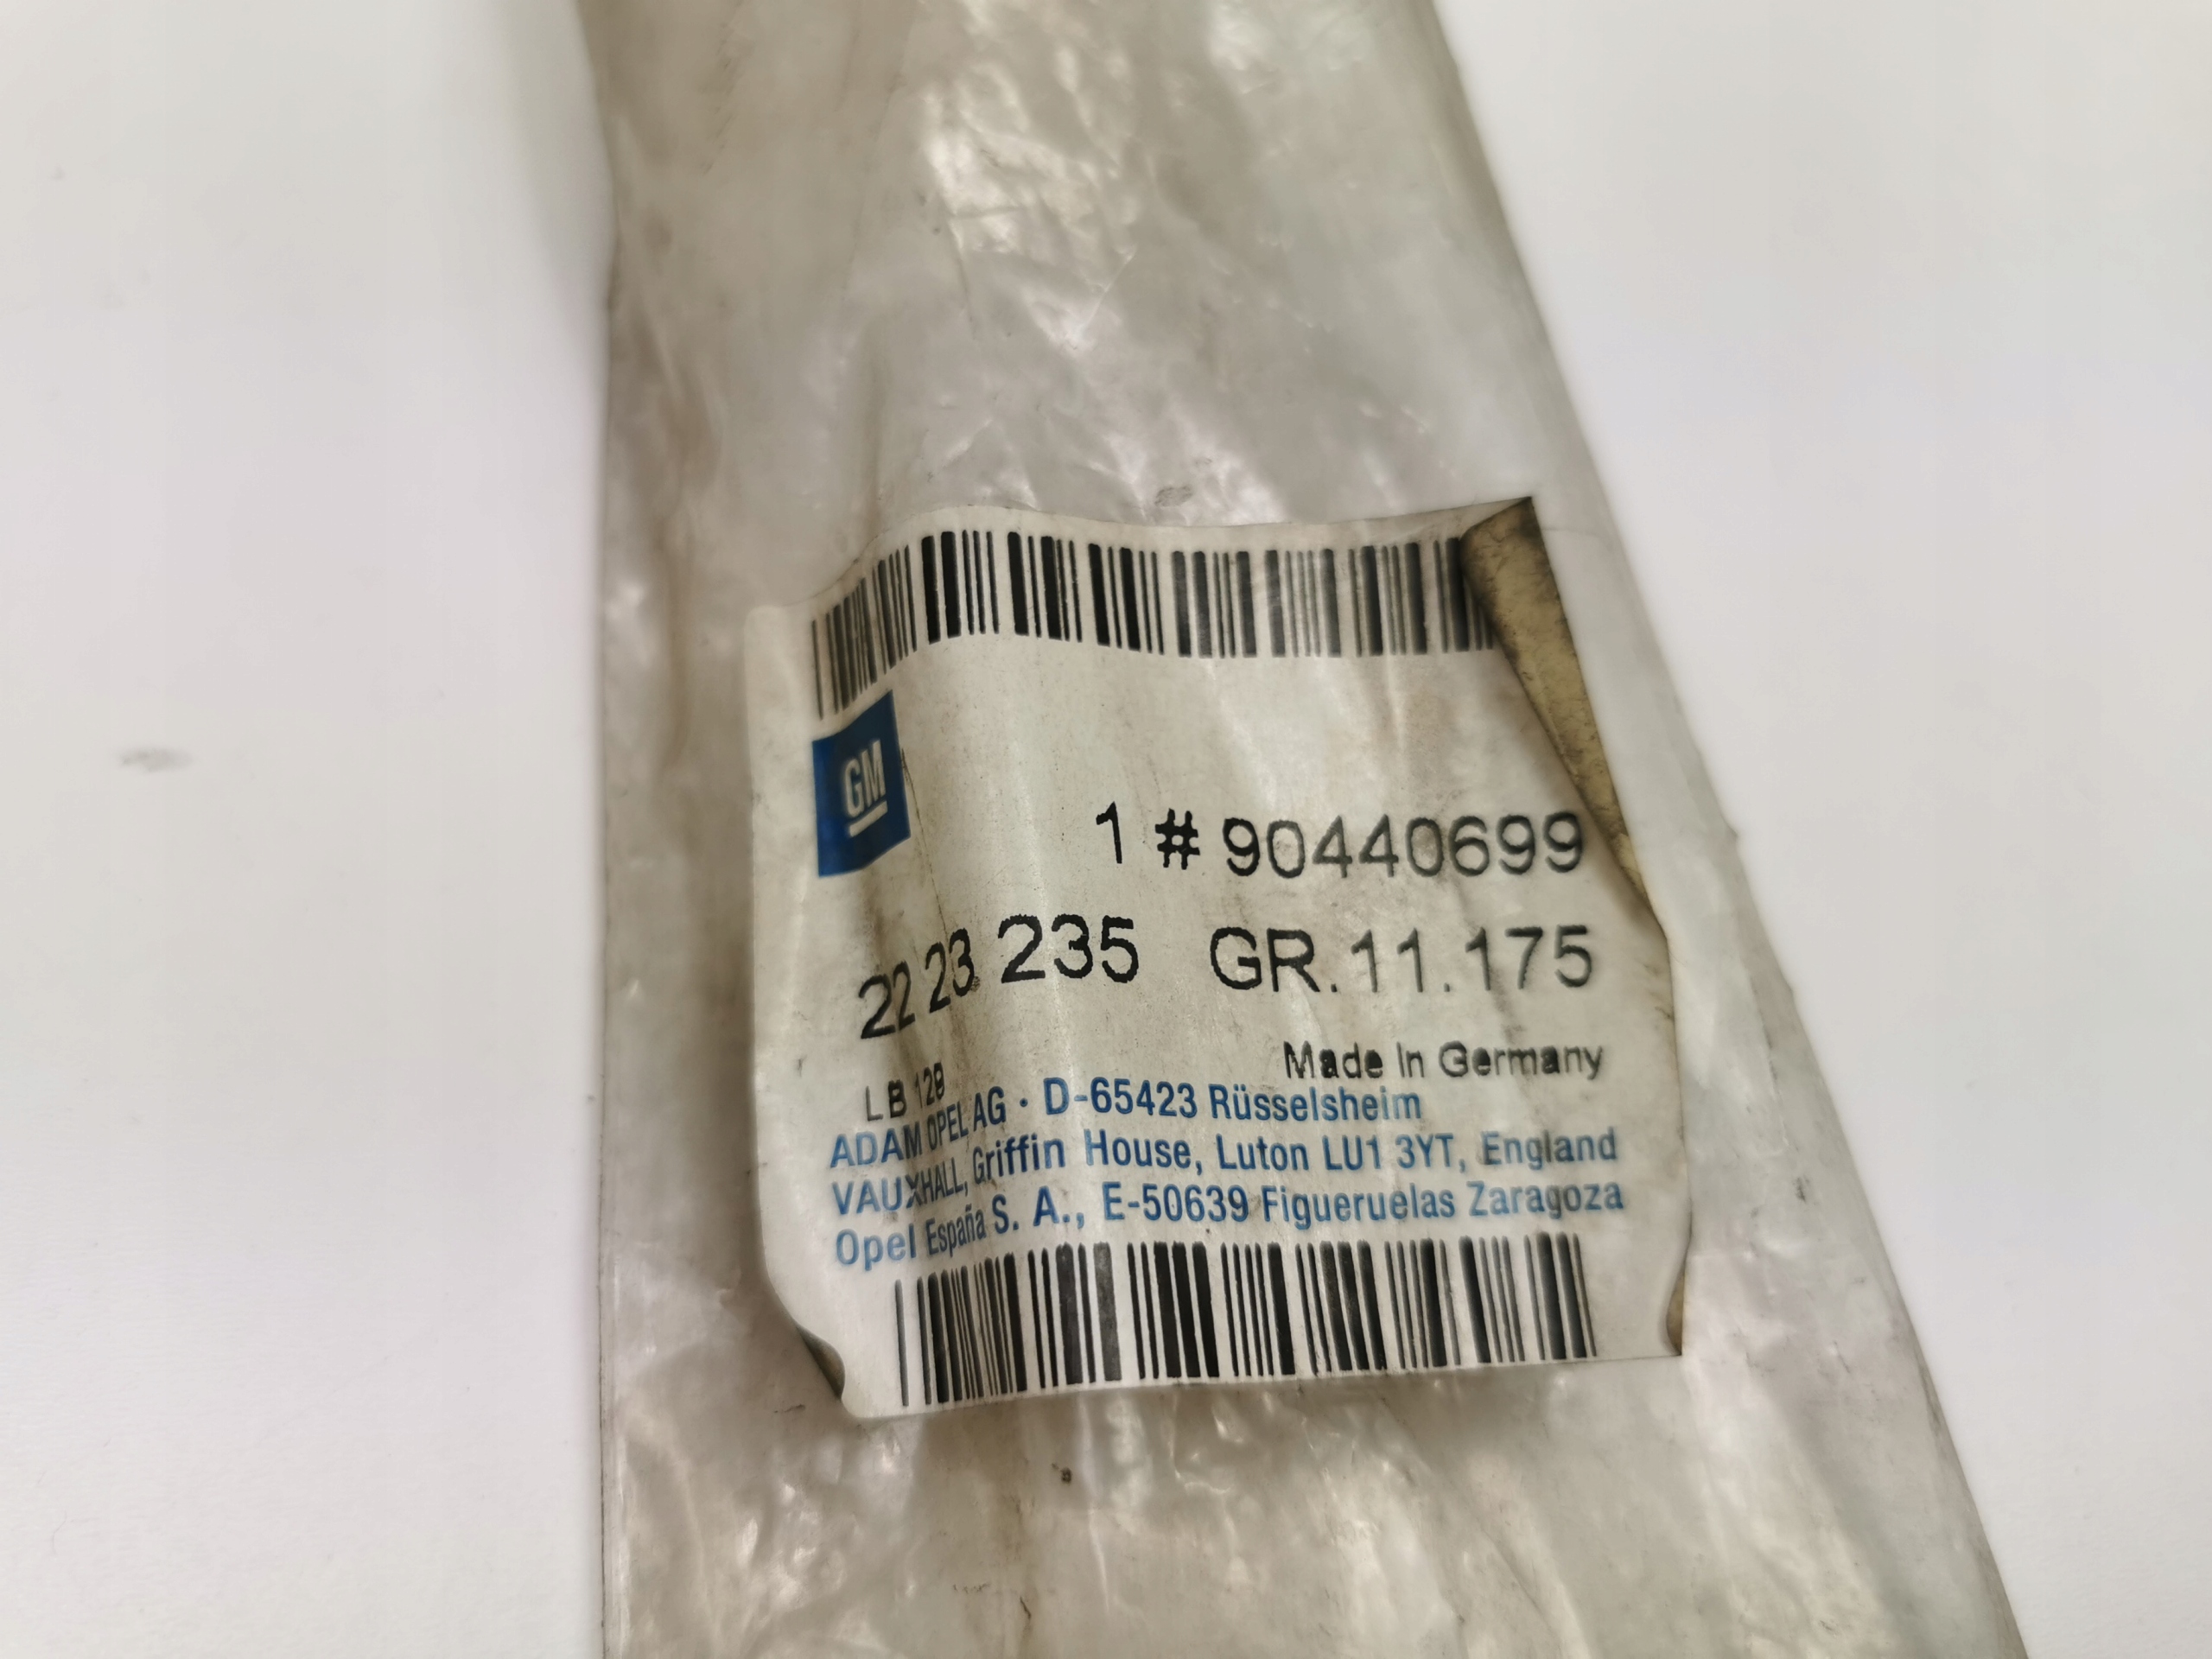 GM
1 # 90440699
22 23 235 GR.11.175
Made In Germany
LB 128
ADAM OPEL AG · D-65423 Rüsselsheim
VAUXHALL, Griffin House, Luton LU1 3YT, England
Opel España S. A., E-50639 Figueruelas Zaragoza